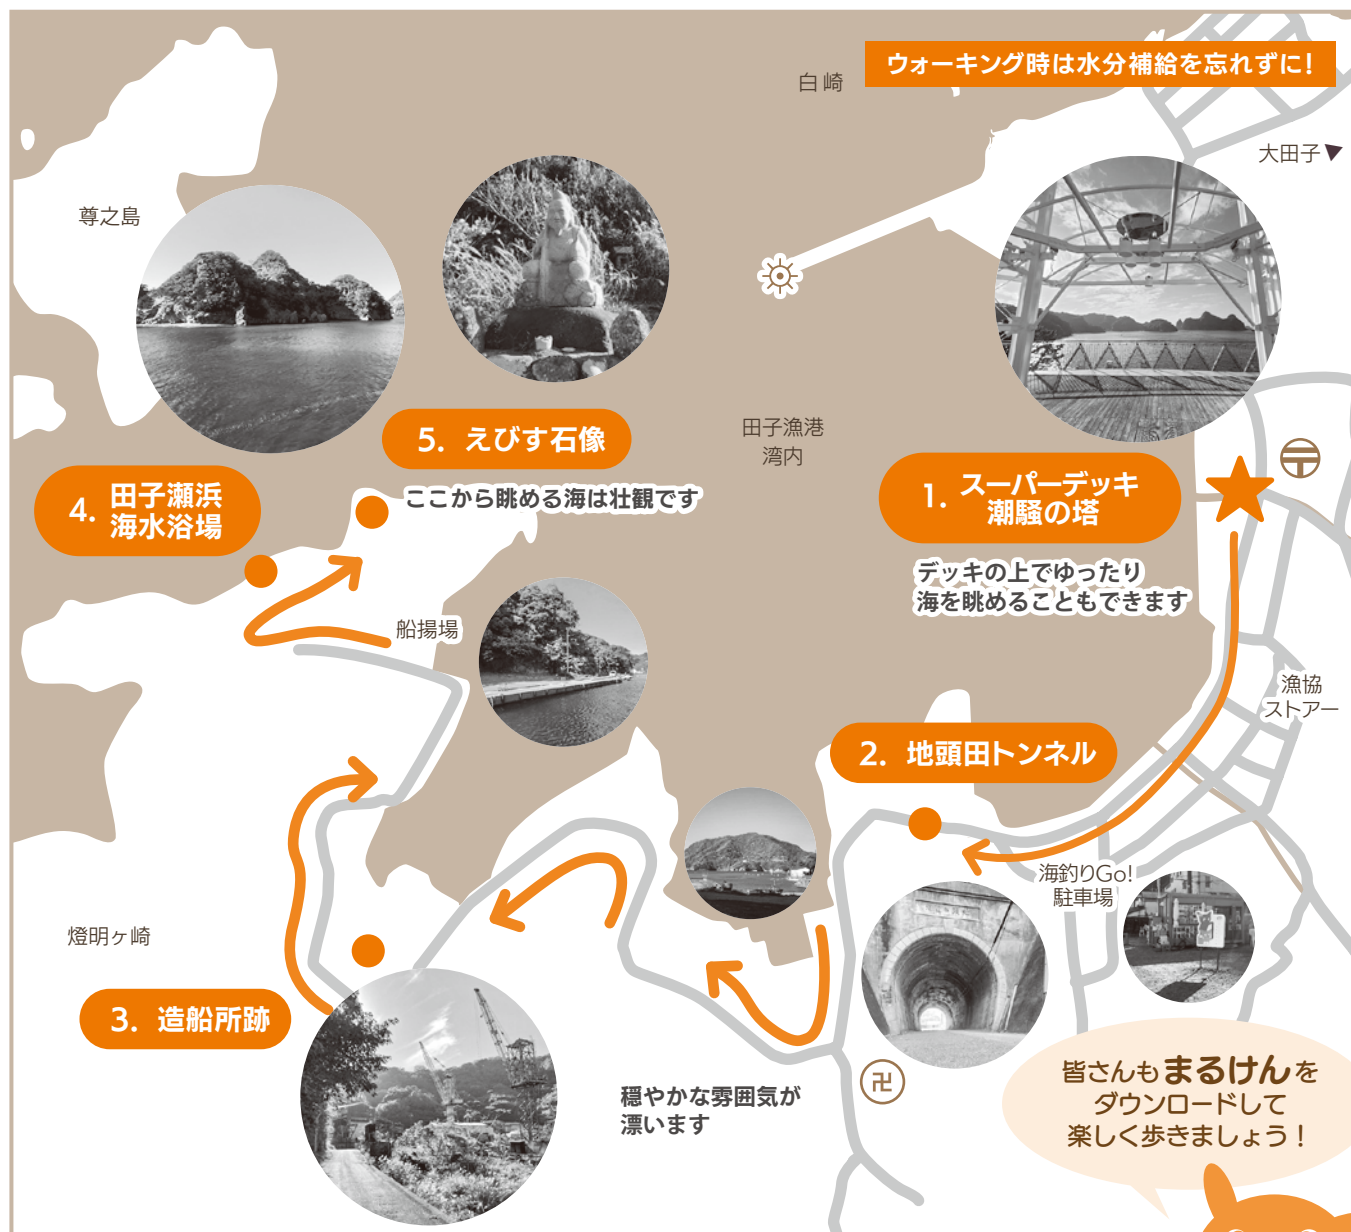 ウォーキング時は水分補給を忘れずに!
白崎
大田子▼
尊之島
田子漁港
湾内
5. えびす石像
ここから眺める海は壮観です
4. 田子瀬浜
海水浴場
1. スーパーデッキ
潮騒の塔
デッキの上でゆったり
海を眺めることもできます
船揚場
漁協
ストアー
2. 地頭田トンネル
海釣りGo!
駐車場
燈明ヶ崎
3. 造船所跡
卍
穏やかな雰囲気が
漂います
皆さんもまるけんを
ダウンロードして
楽しく歩きましょう!